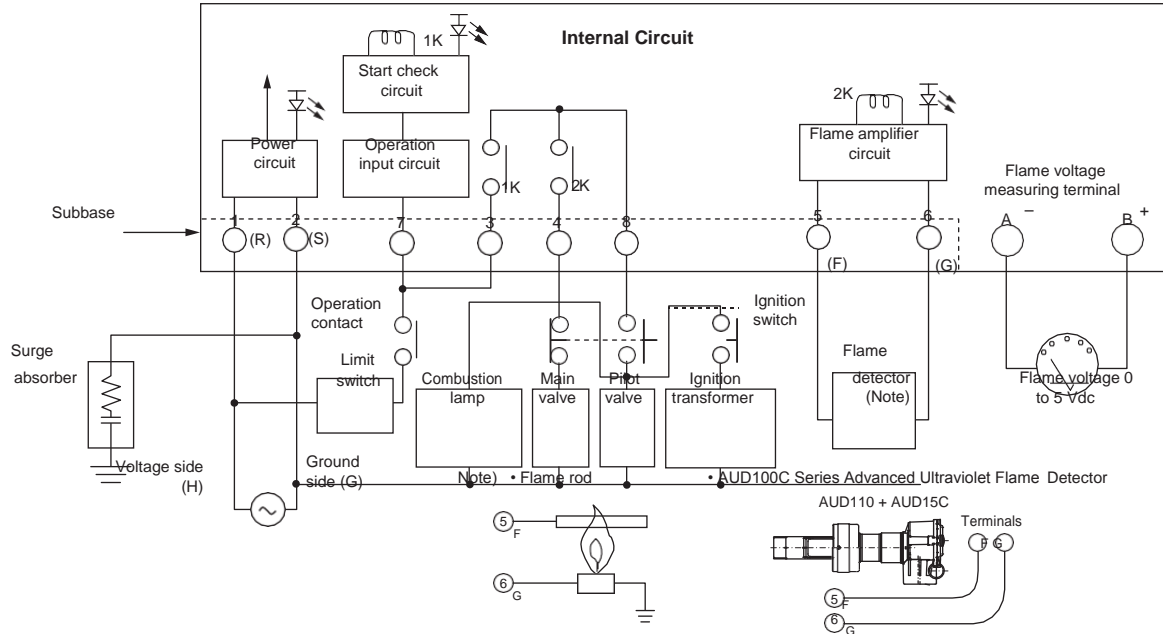 Internal Circuit
1K
Start check
circuit
2K
Power
circuit
Operation
input circuit
Flame amplifier
circuit
1K
2K
Flame voltage
measuring terminal
Subbase
1
2
7
3
4
8
5
6
A
−
B
+
(R)
(S)
(F)
(G)
Operation
contact
Ignition
switch
Surge
absorber
Limit
switch
Combustion
lamp
Main
valve
Pilot
valve
Ignition
transformer
Flame
detector
(Note)
Flame voltage 0
to 5 Vdc
Voltage side
(H)
Ground
side (G)
Note) • Flame rod
• AUD100C Series Advanced Ultraviolet Flame Detector
AUD110 + AUD15C
Terminals
F G
5 F
6 G
5 F
6 G